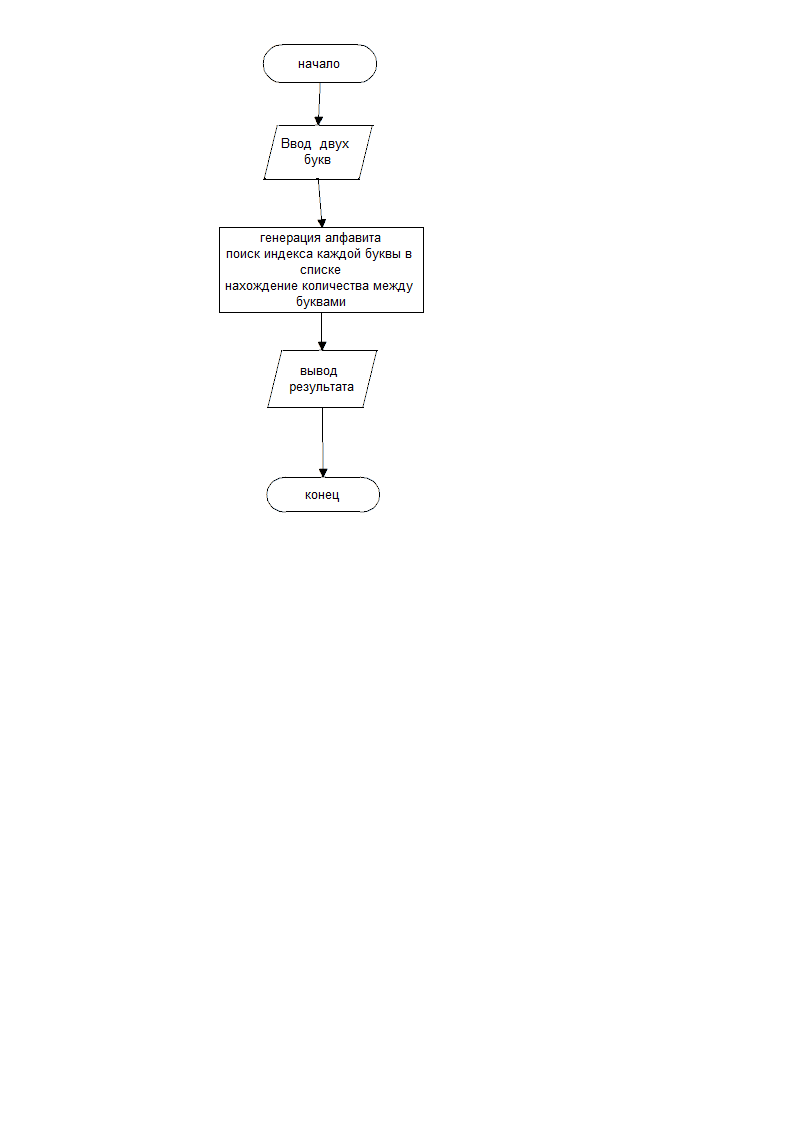 начало
Ввод двух
букв
генерация алфавита
поиск индекса каждой буквы в
списке
нахождение количества между
буквами
вывод
результата
конец